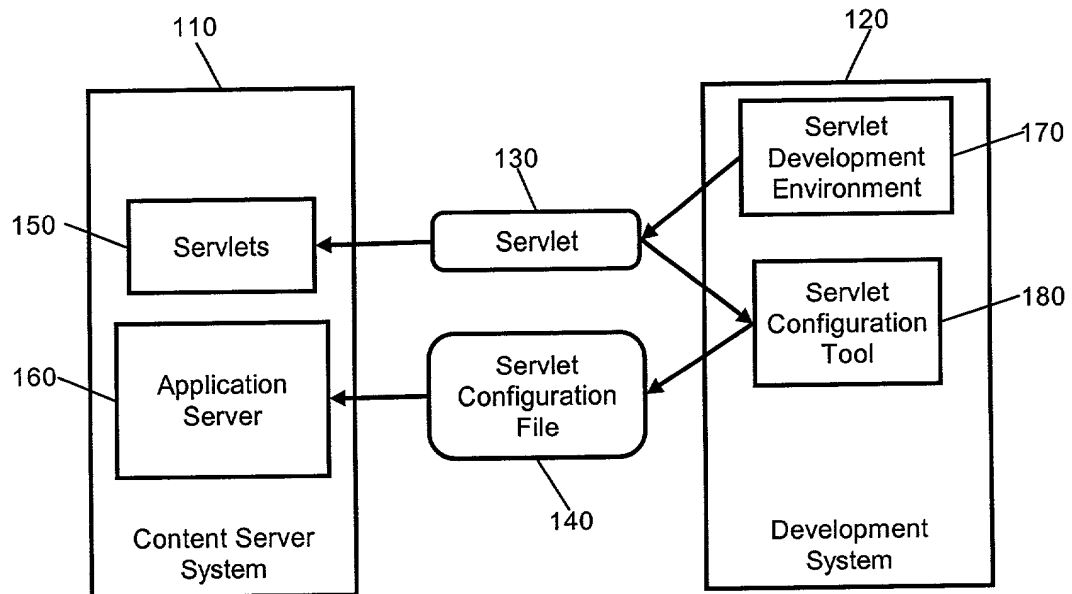 110
120
Servlet
Development
Environment
170
130
150
Servlets
Servlet
Servlet
Configuration
Tool
180
160
Application
Server
Servlet
Configuration
File
140
Content Server
System
Development
System